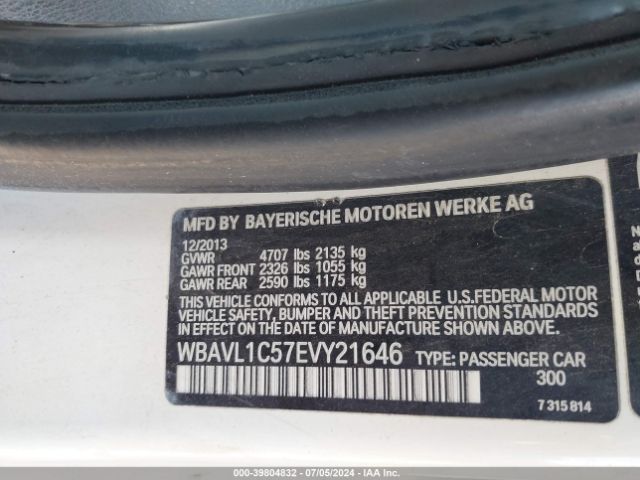 MFD BY BAYERISCHE MOTOREN WERKE AG
12/2013
GVWR 4707 lbs 2135 kg
GAWR FRONT 2326 lbs 1055 kg
GAWR REAR 2590 lbs 1175 kg
THIS VEHICLE CONFORMS TO ALL APPLICABLE U.S.FEDERAL MOTOR
VEHICLE SAFETY, BUMPER AND THEFT PREVENTION STANDARDS
IN EFFECT ON THE DATE OF MANUFACTURE SHOWN ABOVE.
WBAVL1C57EVY21646 TYPE: PASSENGER CAR
300
7 315 814
000-39804832 - 07/05/2024 - IAA Inc.